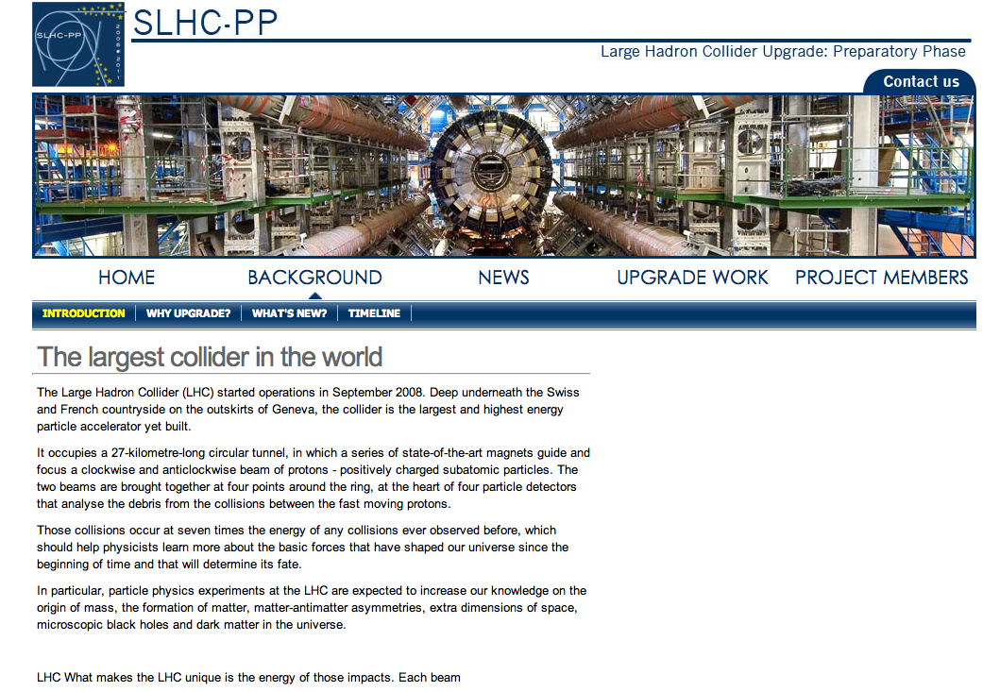 SLHC-PP
2008-2011
SLHC-PP
Large Hadron Collider Upgrade: Preparatory Phase
Contact us
HOME BACKGROUND NEWS UPGRADE WORK PROJECT MEMBERS
INTRODUCTION WHY UPGRADE? WHAT'S NEW? TIMELINE
The largest collider in the world
The Large Hadron Collider (LHC) started operations in September 2008. Deep underneath the Swiss
and French countryside on the outskirts of Geneva, the collider is the largest and highest energy
particle accelerator yet built.
It occupies a 27-kilometre-long circular tunnel, in which a series of state-of-the-art magnets guide and
focus a clockwise and anticlockwise beam of protons - positively charged subatomic particles. The
two beams are brought together at four points around the ring, at the heart of four particle detectors
that analyse the debris from the collisions between the fast moving protons.
Those collisions occur at seven times the energy of any collisions ever observed before, which
should help physicists learn more about the basic forces that have shaped our universe since the
beginning of time and that will determine its fate.
In particular, particle physics experiments at the LHC are expected to increase our knowledge on the
origin of mass, the formation of matter, matter-antimatter asymmetries, extra dimensions of space,
microscopic black holes and dark matter in the universe.
LHC What makes the LHC unique is the energy of those impacts. Each beam